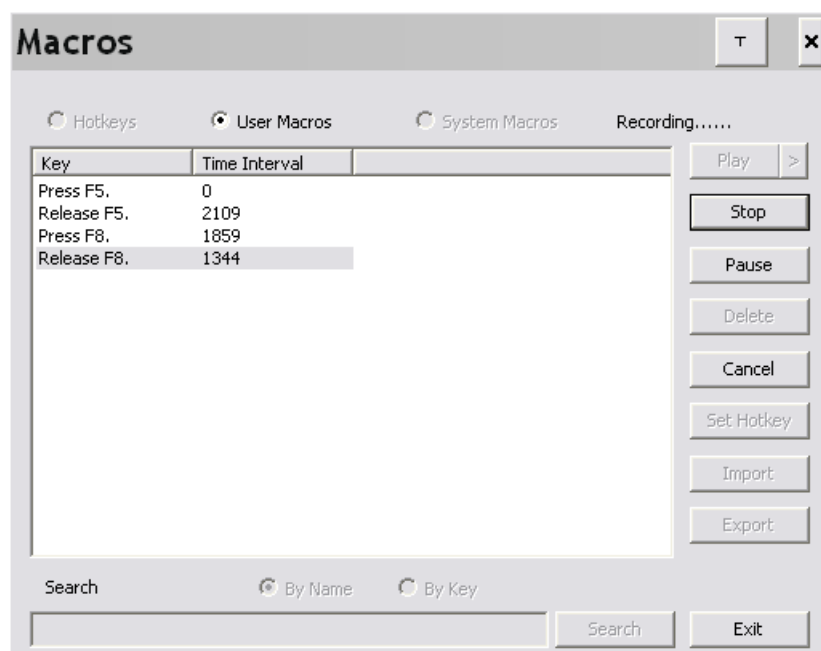 Macros
Hotkeys User Macros System Macros Recording......
Key Time Interval
Press F5. 0
Release F5. 2109
Press F8. 1859
Release F8. 1344
Play >
Stop
Pause
Delete
Cancel
Set Hotkey
Import
Export
Search By Name By Key
Search Exit